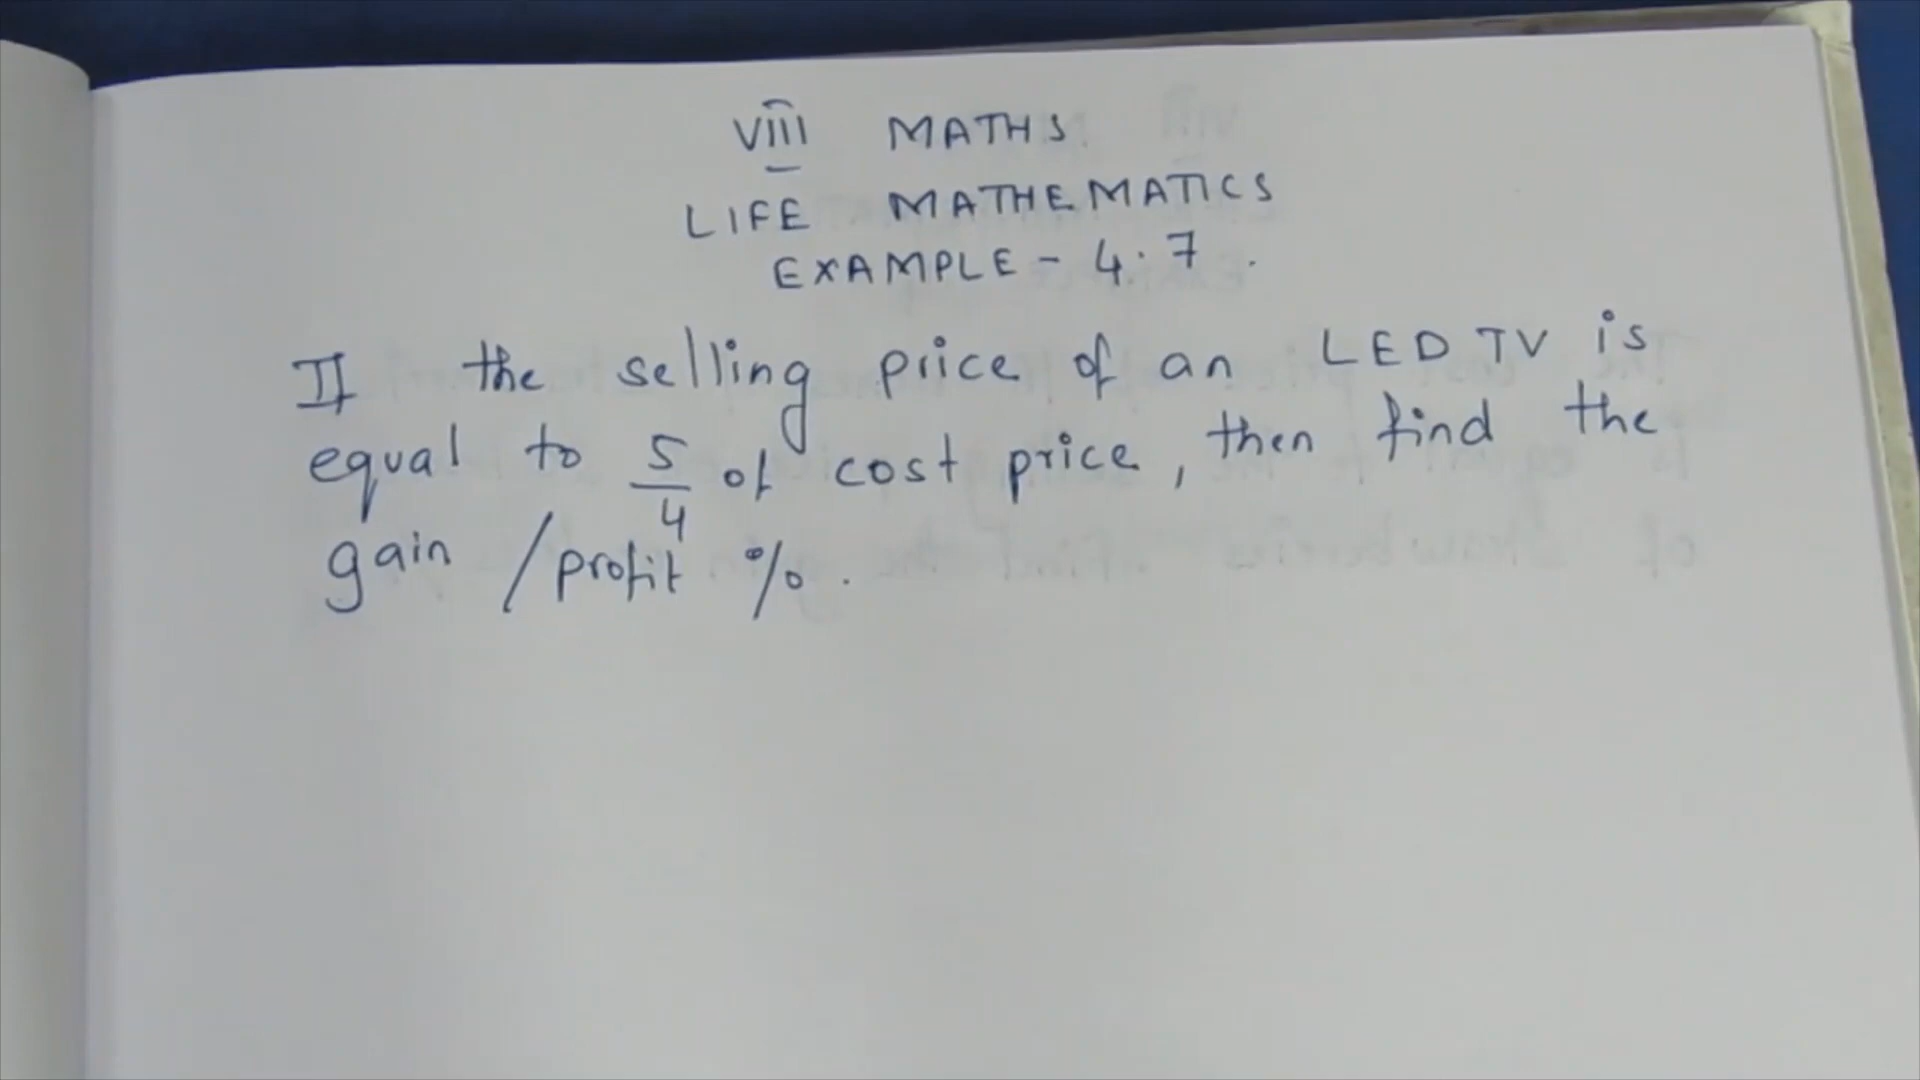 VIII MATHS
LIFE MATHEMATICS
EXAMPLE - 4.7.
If the selling price of an LED TV is
equal to 5/4 of cost price, then find the
gain / profit %.